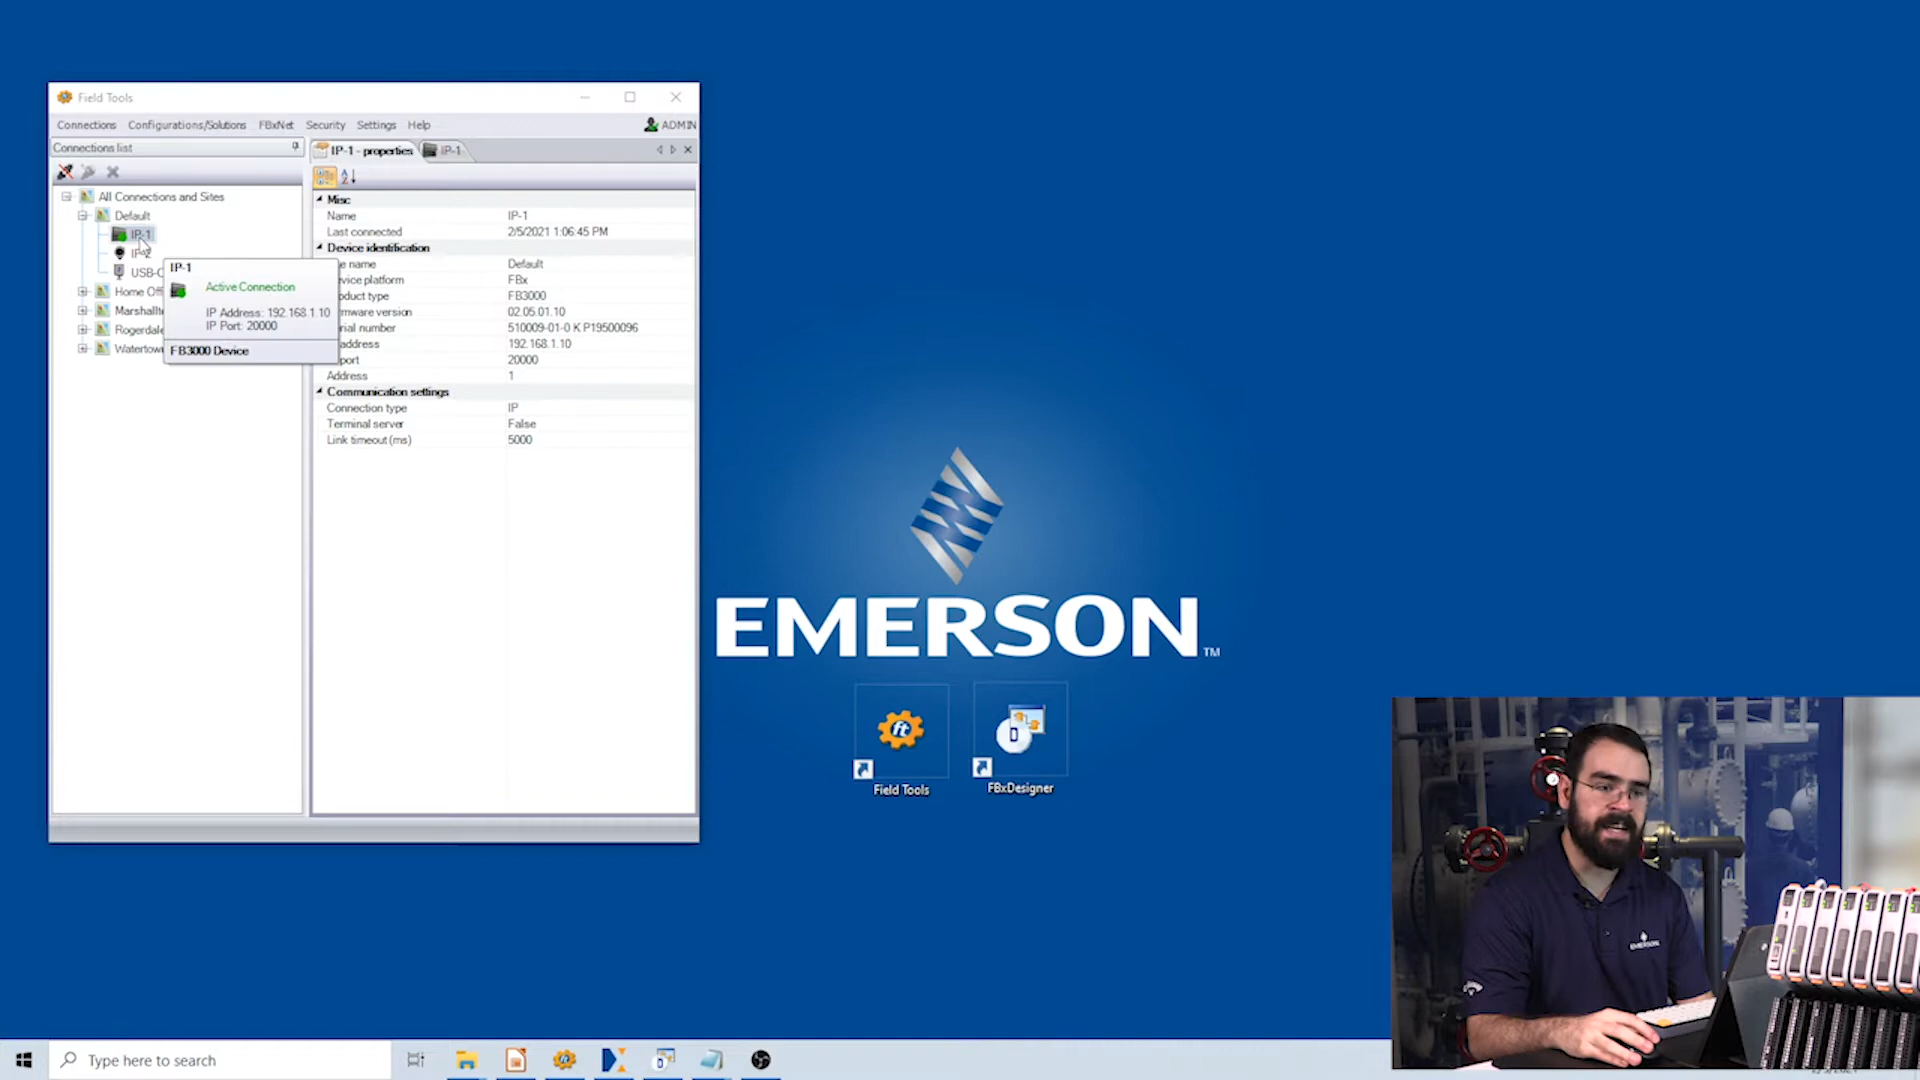 Field Tools
Connections Configurations/Solutions FBxNet Security Settings Help ADMIN
Connections list
IP-1 - properties IP-1
All Connections and Sites
Default
IP-1
IP-2
USB-C
Home Off
Marshallt
Rogerdale
Watertown
IP-1
Active Connection
IP Address: 192.168.1.10
IP Port: 20000
FB3000 Device
Misc
Name IP-1
Last connected 2/5/2021 1:06:45 PM
Device identification
name Default
vice platform FBx
oduct type FB3000
rmware version 02.05.01.10
rial number 510009-01-0 K P19500096
address 192.168.1.10
port 20000
Address 1
Communication settings
Connection type IP
Terminal server False
Link timeout (ms) 5000
EMERSON™
ft
Field Tools
D
FBxDesigner
EMERSON
Type here to search